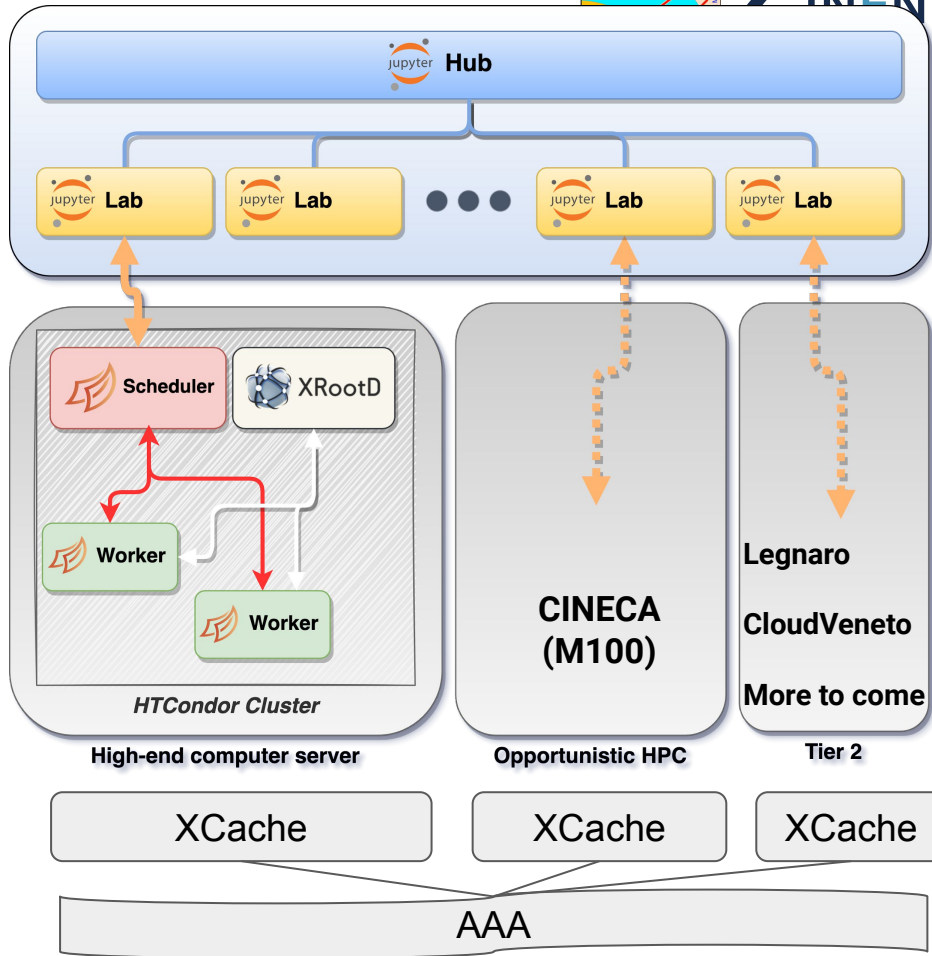 jupyter Hub
jupyter Lab
jupyter Lab
jupyter Lab
jupyter Lab
Scheduler
XRootD
Worker
Worker
HTCondor Cluster
CINECA
(M100)
Legnaro
CloudVeneto
More to come
High-end computer server
Opportunistic HPC
Tier 2
XCache
XCache
XCache
AAA